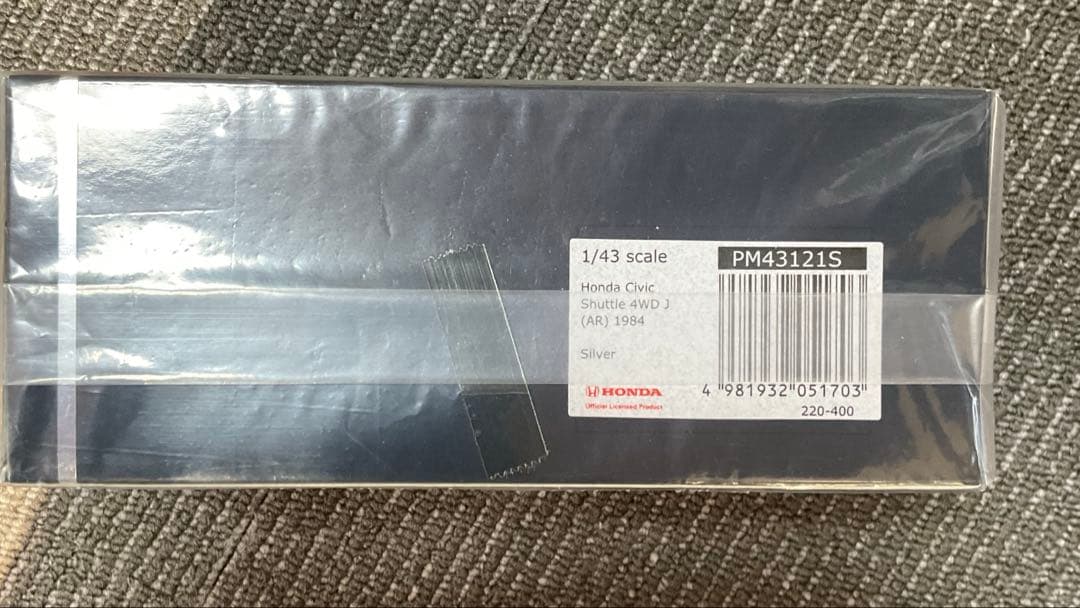 1/43 scale
PM43121S
Honda Civic
Shuttle 4WD J
(AR) 1984
Silver
HONDA
Official Licensed Product
4 "981932"051703"
220-400